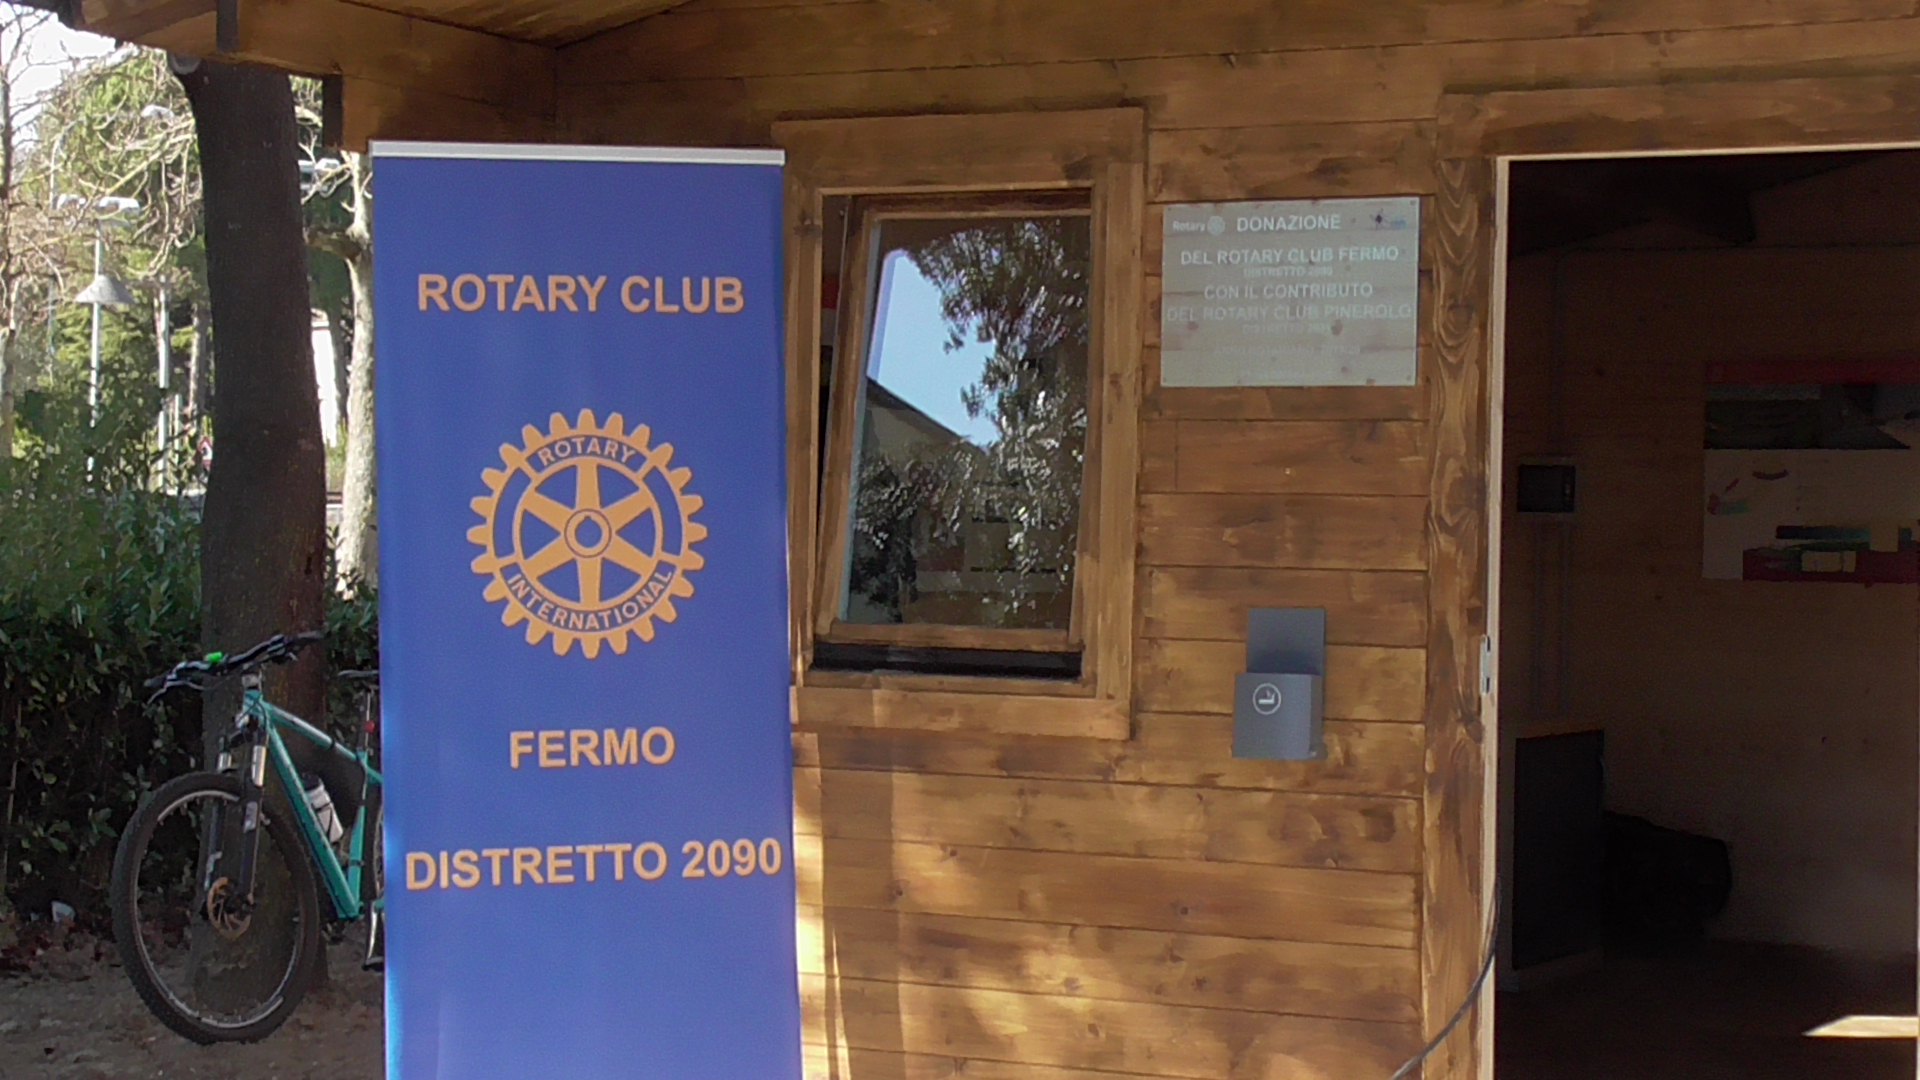 ROTARY CLUB
ROTARY
INTERNATIONAL
FERMO
DISTRETTO 2090
Rotary
DONAZIONE
DEL ROTARY CLUB FERMO
DISTRETTO 2090
CON IL CONTRIBUTO
DEL ROTARY CLUB PINEROLO